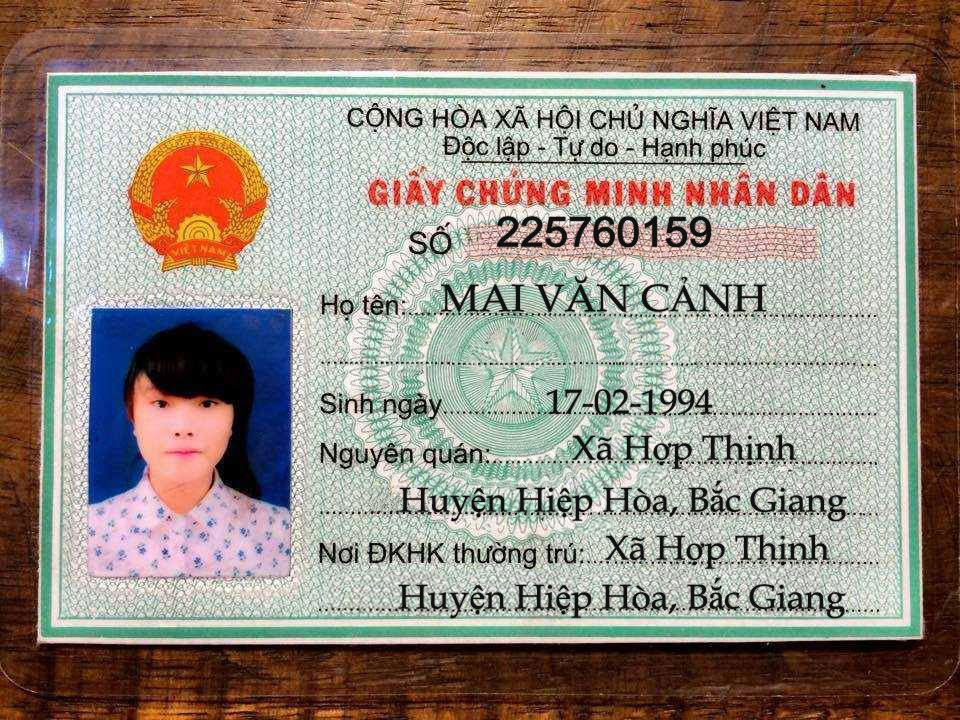 CỘNG HÒA XÃ HỘI CHỦ NGHĨA VIỆT NAM
Độc lập - Tự do - Hạnh phúc
GIẤY CHỨNG MINH NHÂN DÂN
SỐ 225760159
VIỆT NAM
Họ tên: MAI VĂN CẢNH
Sinh ngày 17-02-1994
Nguyên quán: Xã Hợp Thịnh
Huyện Hiệp Hòa, Bắc Giang
Nơi ĐKHK thường trú: Xã Hợp Thịnh
Huyện Hiệp Hòa, Bắc Giang